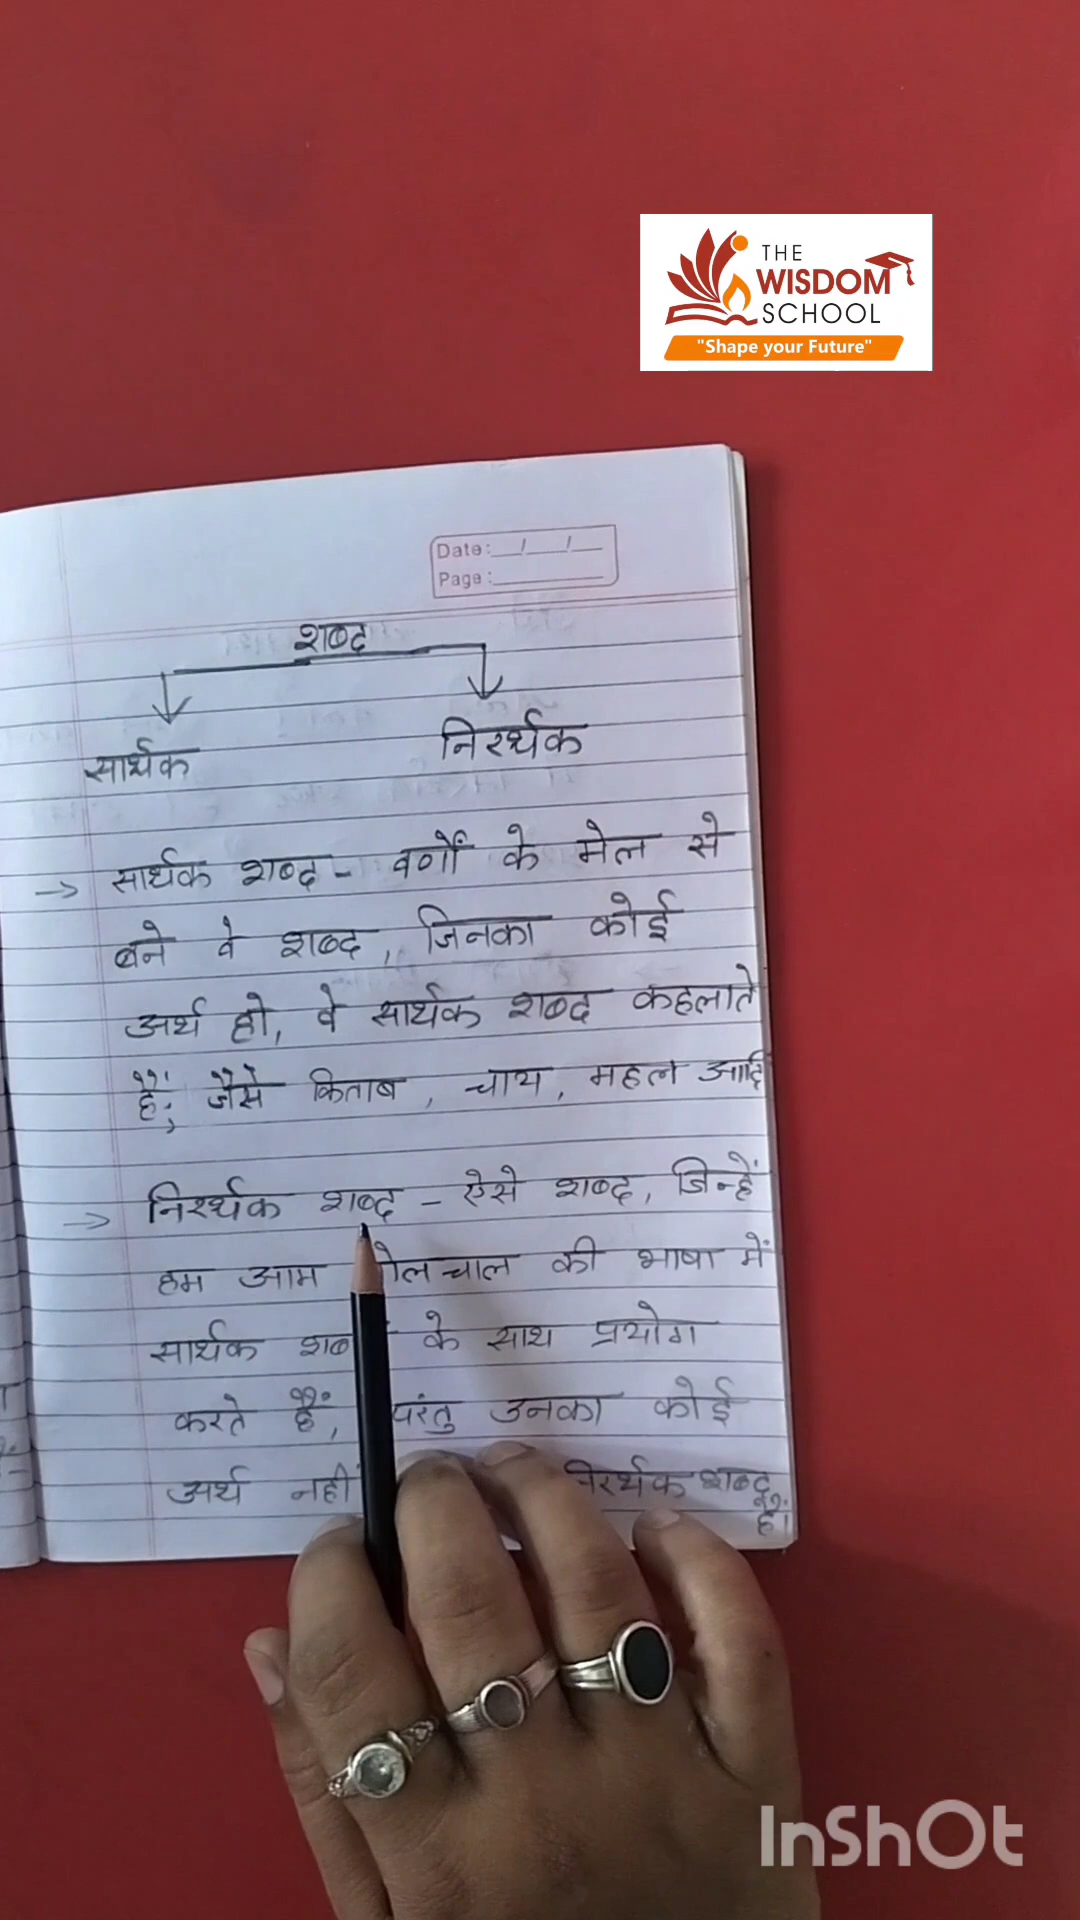 THE
WISDOM
SCHOOL
"Shape your Future"
Date:
Page:
शब्द
सार्थक निरर्थक
→ सार्थक शब्द - वर्णों के मेल से
बने वे शब्द, जिनका कोई
अर्थ हो, वे सार्थक शब्द कहलाते
हैं; जैसे किताब, चाय, महल आदि
→ निरर्थक शब्द - ऐसे शब्द, जिन्हें
हम आम बोलचाल की भाषा में
सार्थक के साथ प्रयोग
करते हैं, परंतु उनका कोई
अर्थ नहीं निरर्थक शब्द
हैं।
InShOt